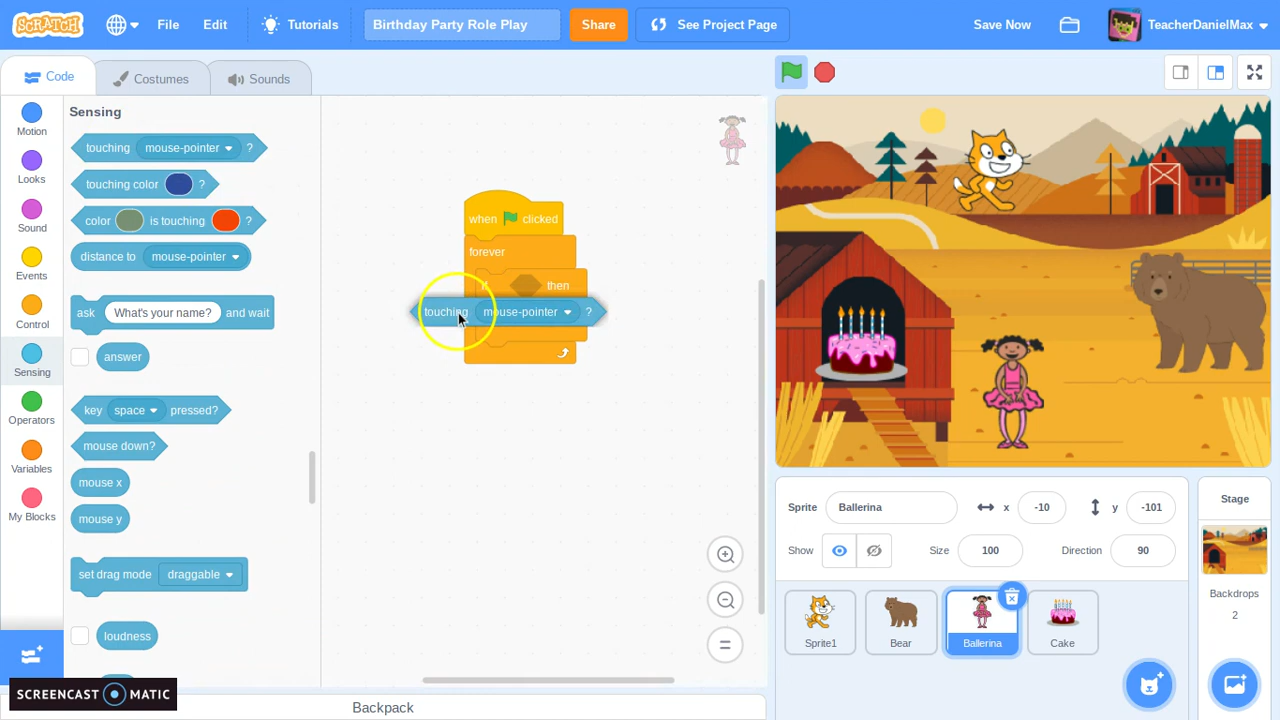 SCRATCH
File
Edit
Tutorials
Birthday Party Role Play
Share
See Project Page
Save Now
TeacherDanielMax
Code
Costumes
Sounds
Motion
Looks
Sound
Events
Control
Sensing
Operators
Variables
My Blocks
Sensing
touching mouse-pointer ?
touching color ?
color is touching ?
distance to mouse-pointer
ask What's your name? and wait
answer
key space pressed?
mouse down?
mouse x
mouse y
set drag mode draggable
loudness
when clicked
forever
if then
touching mouse-pointer ?
Sprite Ballerina x -10 y -101
Show Size 100 Direction 90
Sprite1
Bear
Ballerina
Cake
Stage
Backdrops
2
Backpack
SCREENCAST MATIC